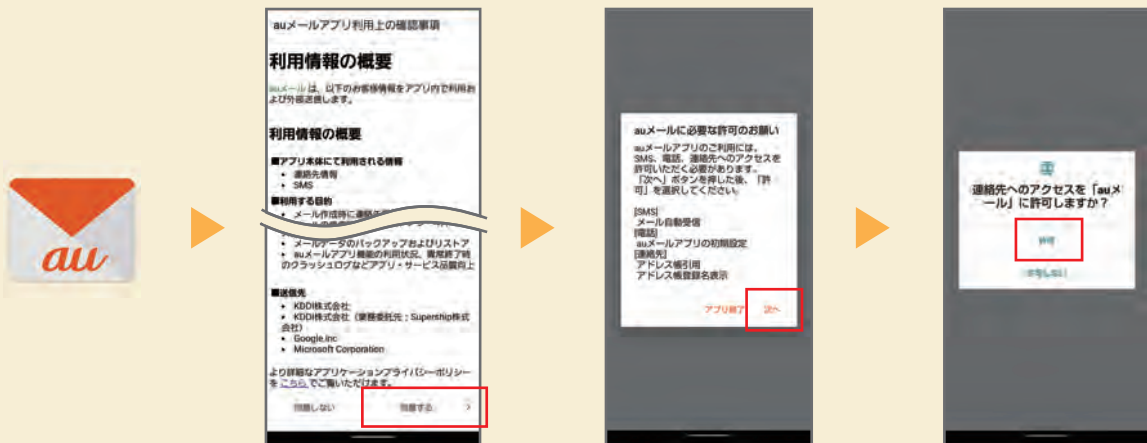 au
auメールアプリ利用上の確認事項
利用情報の概要
auメールは、以下のお客様情報をアプリ内で利用お
よび外部送信します。
利用情報の概要
■アプリ本体にて利用される情報
• 連絡先情報
• SMS
■利用する目的
• メール作成時に連絡
• メールデータのバックアップおよびリストア
• auメールアプリ機能の利用状況、異常終了時
のクラッシュログなどアプリ・サービス品質向上
■送信先
• KDDI株式会社
• KDDI株式会社（業務委託先：Supership株式
会社）
• Google.Inc
• Microsoft Corporation
より詳細なアプリケーションプライバシーポリシー
をこちらでご覧いただけます。
同意しない 同意する >
auメールに必要な許可のお願い
auメールアプリのご利用には、
SMS、電話、連絡先へのアクセスを
許可いただく必要があります。
「次へ」ボタンを押した後、「許
可」を選択してください。
[SMS]
メール自動受信
[電話]
auメールアプリの初期設定
[連絡先]
アドレス帳引用
アドレス帳登録名表示
アプリ終了 次へ
連絡先へのアクセスを「auメ
ール」に許可しますか？
許可
許可しない